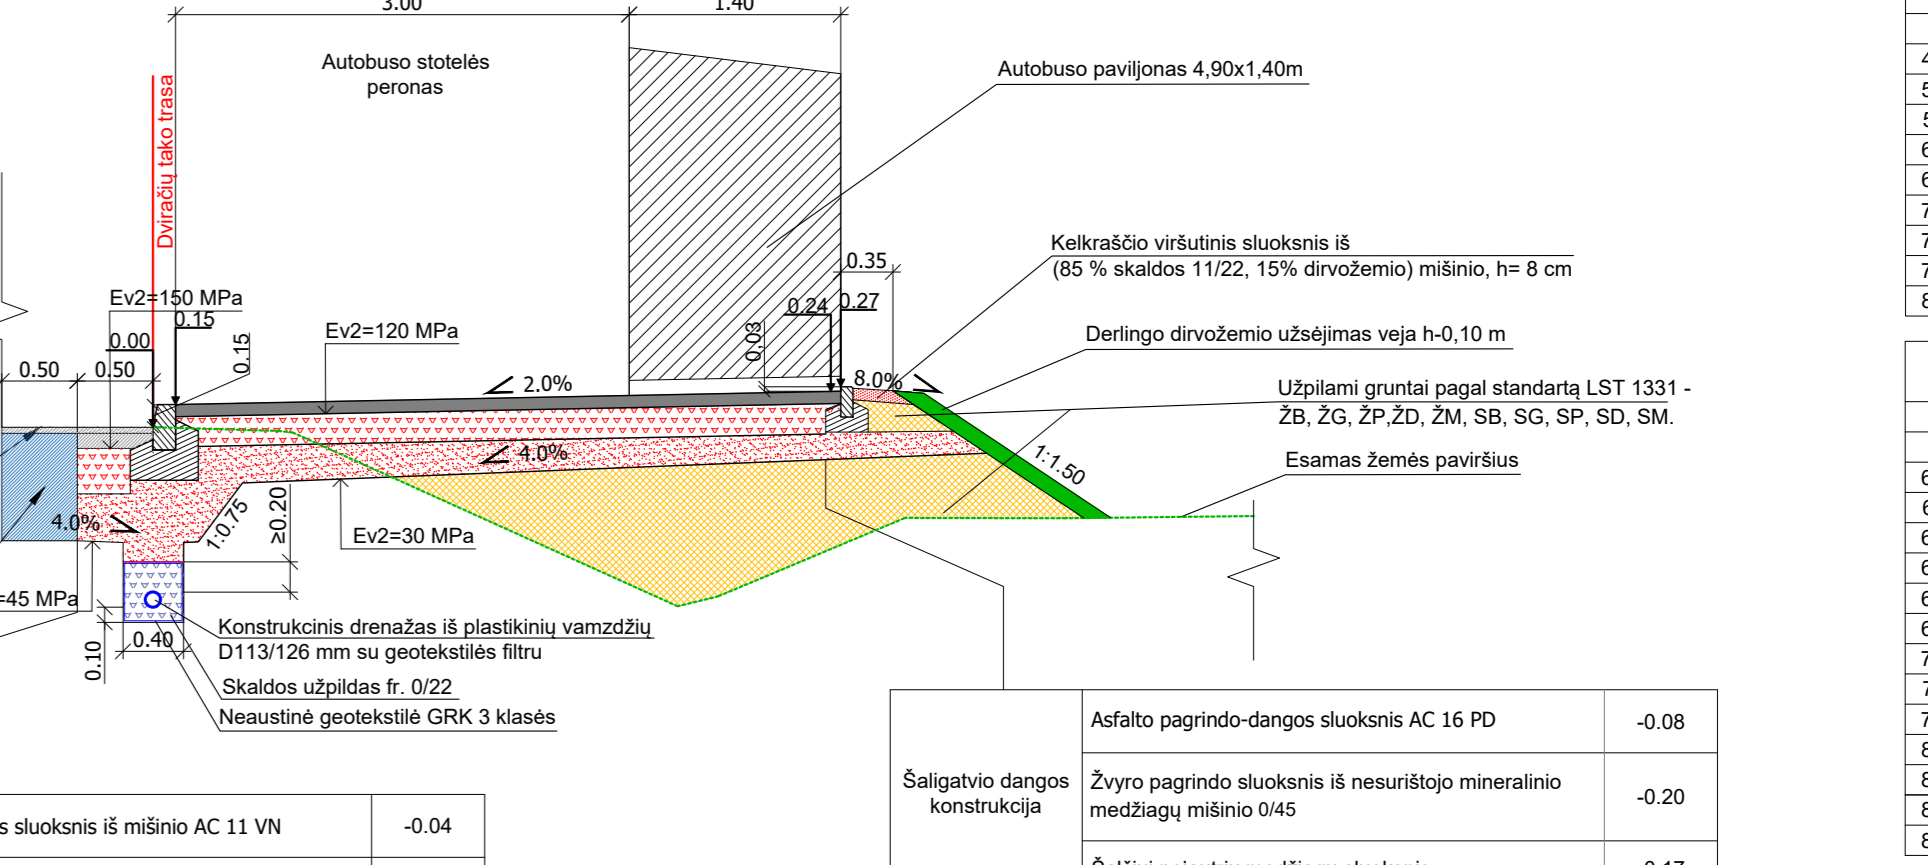 3.00
1.40
Autobuso stotelės
peronas
Autobuso paviljonas 4,90x1,40m
Dviračių tako trasa
Kelkraščio viršutinis sluoksnis iš
(85 % skaldos 11/22, 15% dirvožemio) mišinio, h= 8 cm
0.35
Ev2=150 MPa
0.15
0.24
0.27
Ev2=120 MPa
0.00
0.15
0,03
Derlingo dirvožemio užsėjimas veja h-0,10 m
0.50
0.50
2.0%
8.0%
Užpilami gruntai pagal standartą LST 1331 -
ŽB, ŽG, ŽP,ŽD, ŽM, SB, SG, SP, SD, SM.
4.0%
1:1.50
Esamas žemės paviršius
4.0%
1:0.75
≥0.20
Ev2=30 MPa
=45 MPa
0.10
0.40
Konstrukcinis drenažas iš plastikinių vamzdžių
D113/126 mm su geotekstilės filtru
Skaldos užpildas fr. 0/22
Neaustinė geotekstilė GRK 3 klasės
Šaligatvio dangos
konstrukcija
Asfalto pagrindo-dangos sluoksnis AC 16 PD
-0.08
Žvyro pagrindo sluoksnis iš nesurištojo mineralinio
medžiagų mišinio 0/45
-0.20
s sluoksnis iš mišinio AC 11 VN
-0.04